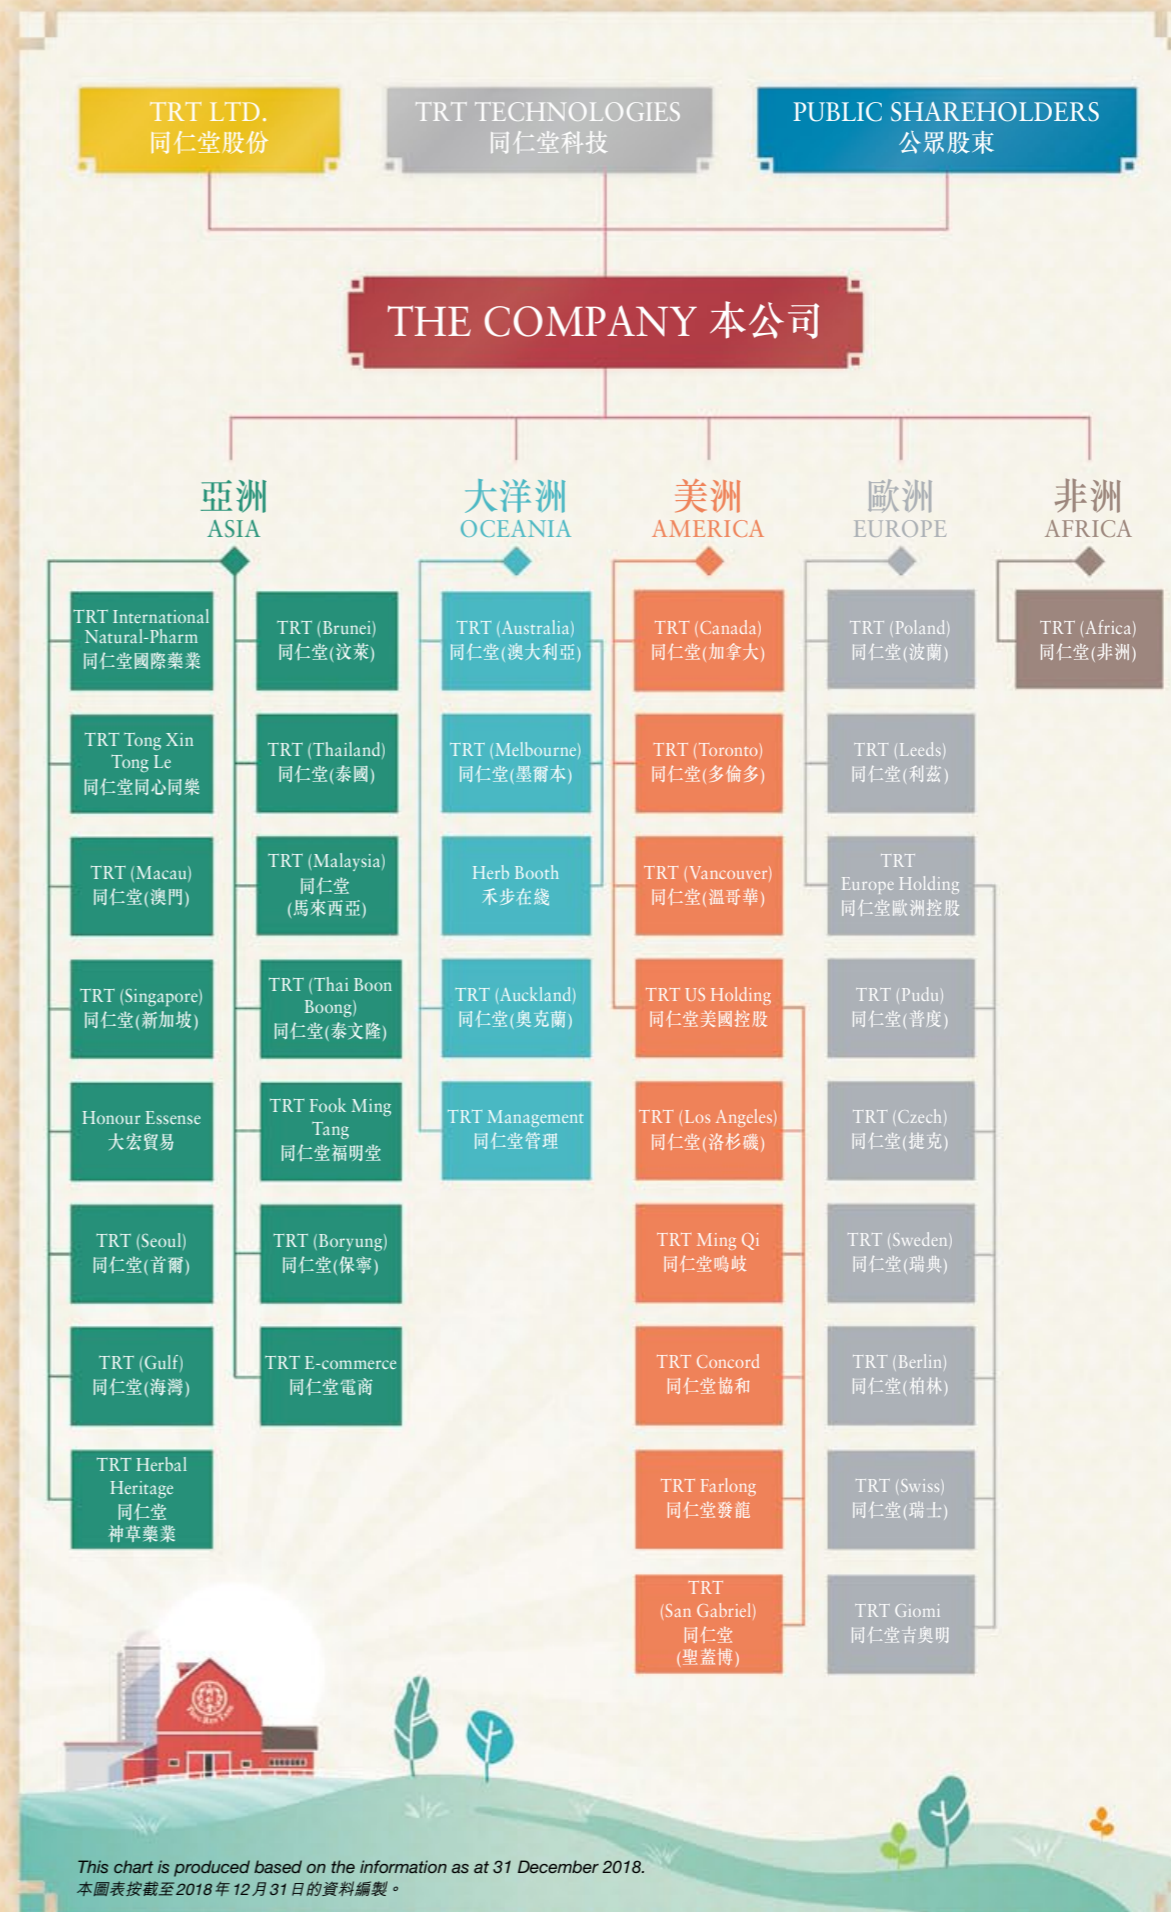 TRT LTD.
同仁堂股份
TRT TECHNOLOGIES
同仁堂科技
PUBLIC SHAREHOLDERS
公眾股東
THE COMPANY 本公司
亞洲
ASIA
TRT International
Natural-Pharm
同仁堂國際藥業
TRT Tong Xin
Tong Le
同仁堂同心同樂
TRT (Macau)
同仁堂(澳門)
TRT (Singapore)
同仁堂(新加坡)
Honour Essense
大宏貿易
TRT (Seoul)
同仁堂(首爾)
TRT (Gulf)
同仁堂(海灣)
TRT Herbal
Heritage
同仁堂
神草藥業
TRT (Brunei)
同仁堂(汶萊)
TRT (Thailand)
同仁堂(泰國)
TRT (Malaysia)
同仁堂
(馬來西亞)
TRT (Thai Boon
Boong)
同仁堂(泰文隆)
TRT Fook Ming
Tang
同仁堂福明堂
TRT (Boryung)
同仁堂(保寧)
TRT E-commerce
同仁堂電商
大洋洲
OCEANIA
TRT (Australia)
同仁堂(澳大利亞)
TRT (Melbourne)
同仁堂(墨爾本)
Herb Booth
禾步在綫
TRT (Auckland)
同仁堂(奧克蘭)
TRT Management
同仁堂管理
美洲
AMERICA
TRT (Canada)
同仁堂(加拿大)
TRT (Toronto)
同仁堂(多倫多)
TRT (Vancouver)
同仁堂(溫哥華)
TRT US Holding
同仁堂美國控股
TRT (Los Angeles)
同仁堂(洛杉磯)
TRT Ming Qi
同仁堂鳴岐
TRT Concord
同仁堂協和
TRT Farlong
同仁堂發龍
TRT
(San Gabriel)
同仁堂
(聖蓋博)
歐洲
EUROPE
TRT (Poland)
同仁堂(波蘭)
TRT (Leeds)
同仁堂(利茲)
TRT
Europe Holding
同仁堂歐洲控股
TRT (Pudu)
同仁堂(普度)
TRT (Czech)
同仁堂(捷克)
TRT (Sweden)
同仁堂(瑞典)
TRT (Berlin)
同仁堂(柏林)
TRT (Swiss)
同仁堂(瑞士)
TRT Giomi
同仁堂吉奧明
非洲
AFRICA
TRT (Africa)
同仁堂(非洲)
This chart is produced based on the information as at 31 December 2018.
本圖表按截至2018年12月31日的資料編製。